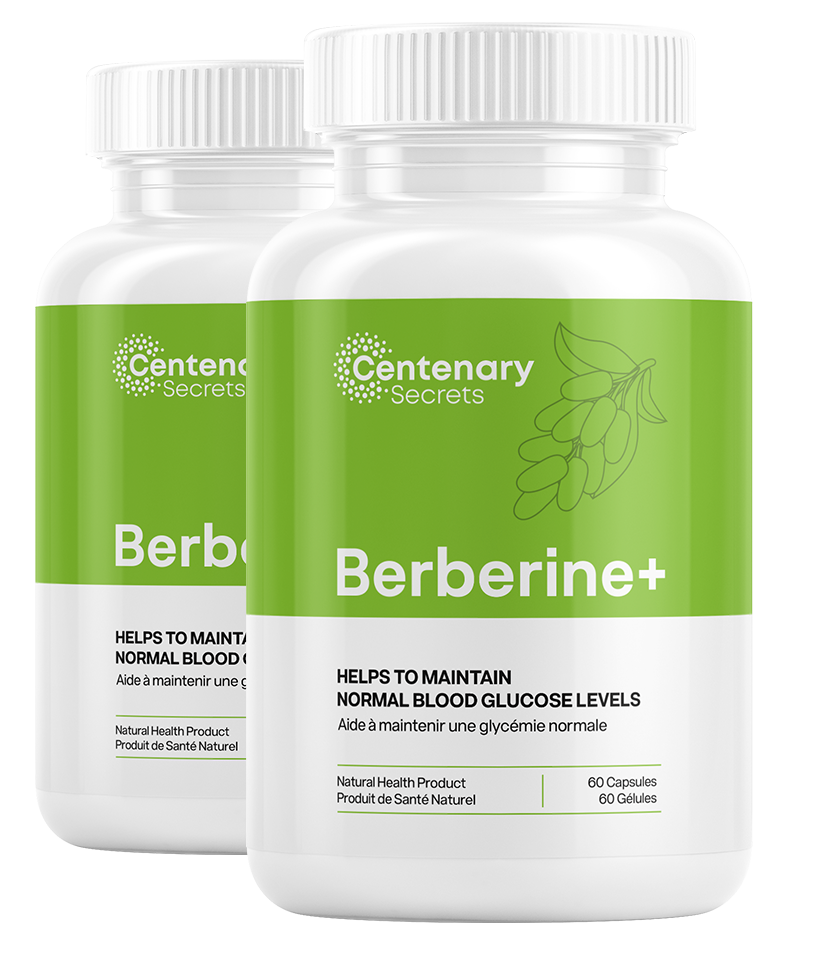 Centena
Secrets
Berbe
HELPS TO MAINTA
NORMAL BLOOD G
Aide à maintenir une g
Natural Health Product
Produit de Santé Naturel
Centenary
Secrets
Berberine+
HELPS TO MAINTAIN
NORMAL BLOOD GLUCOSE LEVELS
Aide à maintenir une glycémie normale
Natural Health Product
Produit de Santé Naturel
60 Capsules
60 Gélules